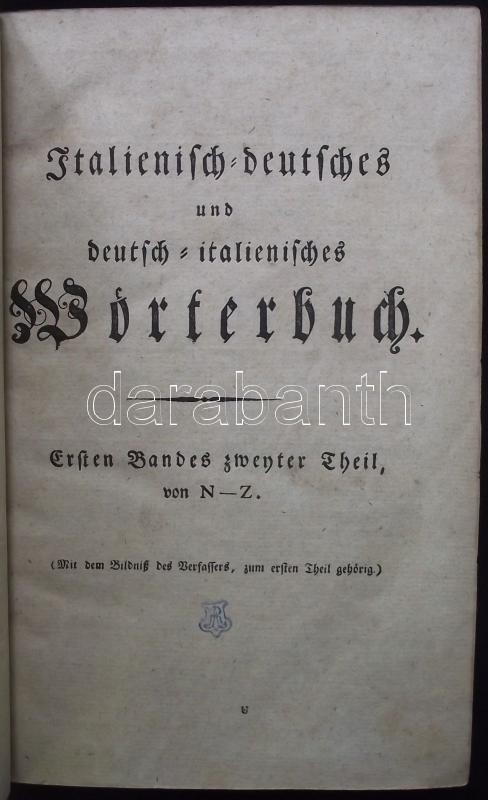 Italieniſch-deutſches
und
deutſch-italieniſches
Wörterbuch.
darabanth
Erſten Bandes zweyter Theil,
von N—Z.
(Mit dem Bildniß des Verfaſſers, zum erſten Theil gehörig.)